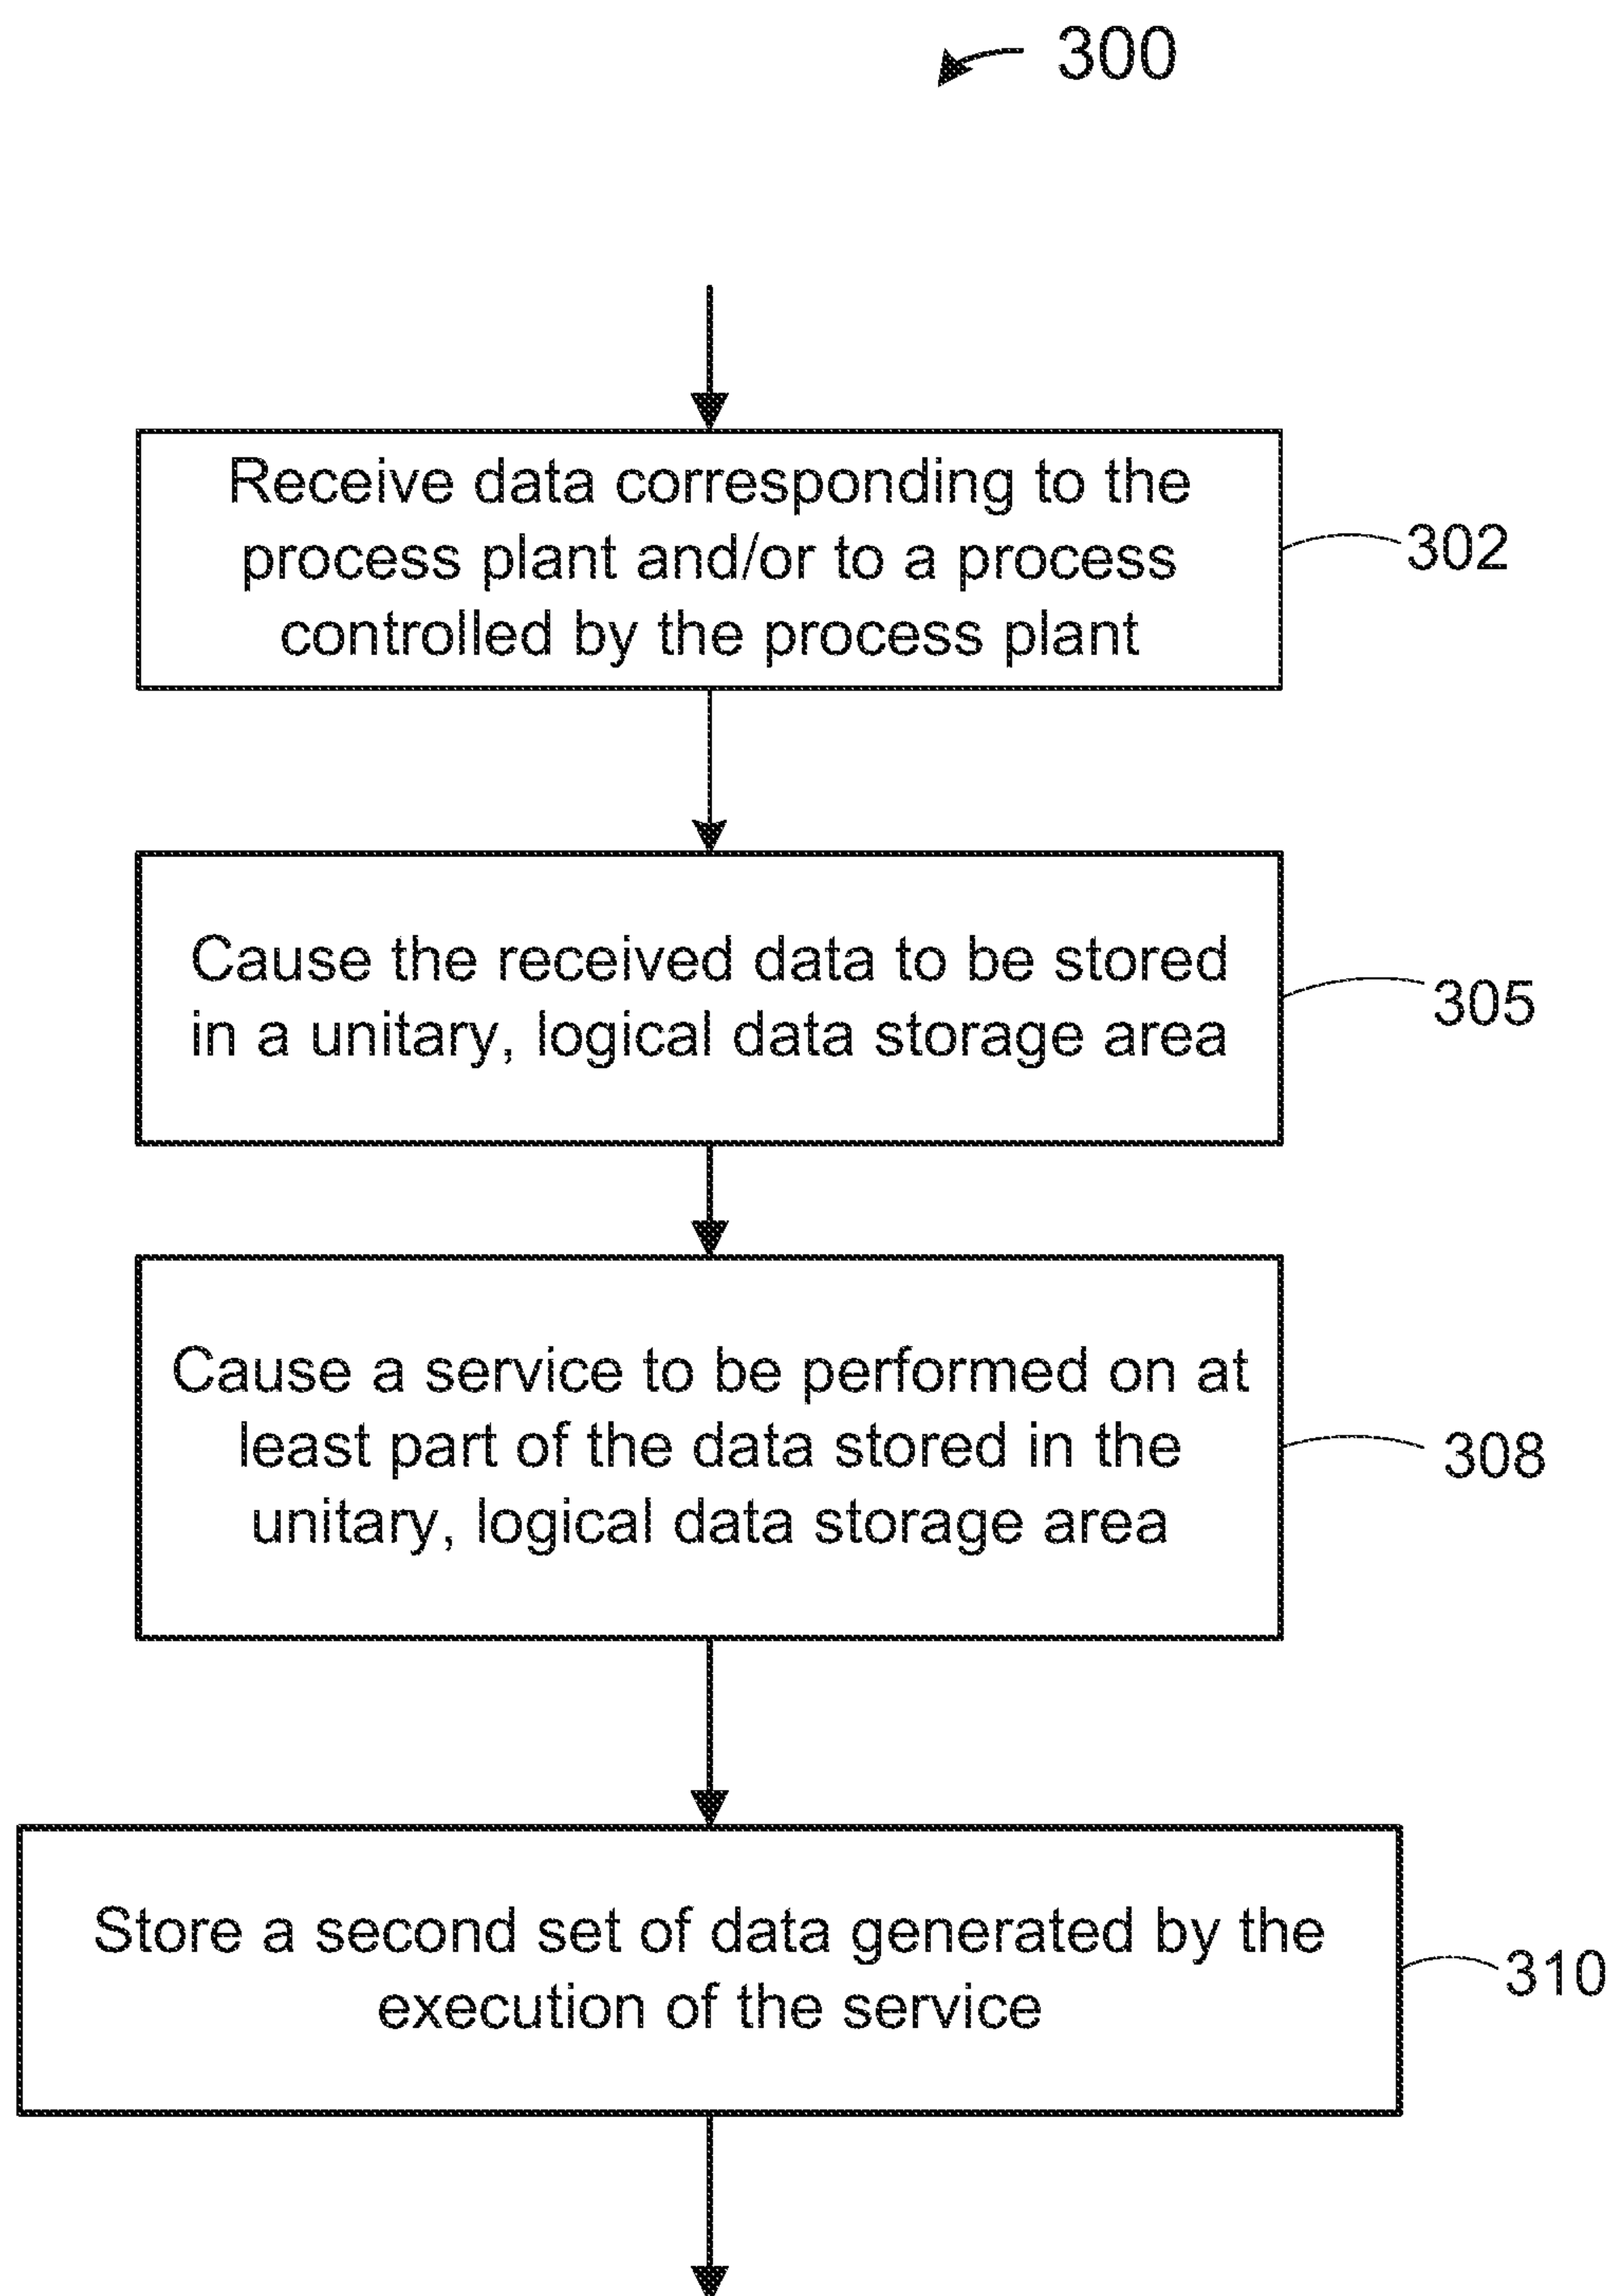 300
Receive data corresponding to the
process plant and/or to a process
controlled by the process plant
302
Cause the received data to be stored
in a unitary, logical data storage area
305
Cause a service to be performed on at
least part of the data stored in the
unitary, logical data storage area
308
Store a second set of data generated by the
execution of the service
310